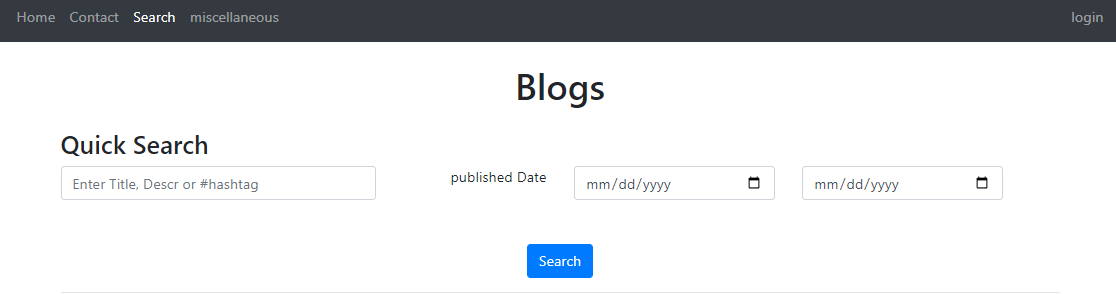 Home Contact Search miscellaneous login
Blogs
Quick Search
Enter Title, Descr or #hashtag published Date mm/dd/yyyy mm/dd/yyyy
Search